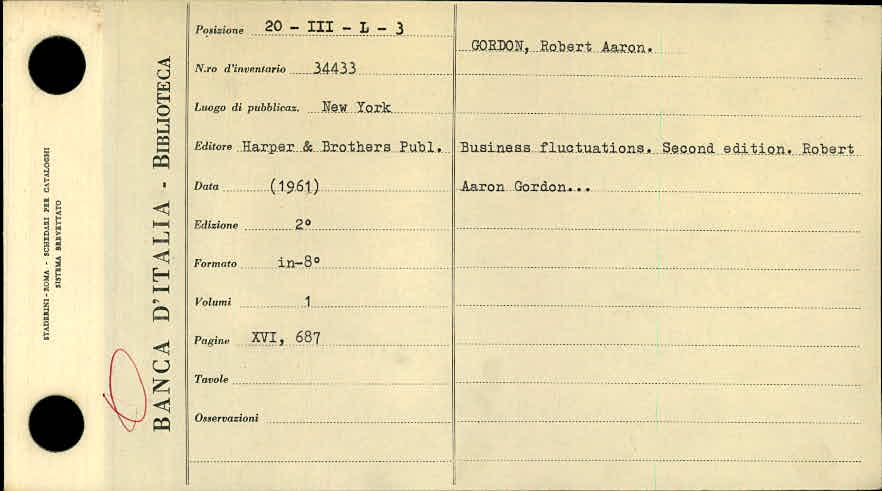 STADERINI - ROMA - SCHEDARI PER CATALOGHI
SISTEMA BREVETTATO
BANCA D'ITALIA - BIBLIOTECA
Posizione 20 - III - L - 3
N.ro d'inventario 34433
Luogo di pubblicaz. New York
Editore Harper & Brothers Publ.
Data (1961)
Edizione 2°
Formato in-8°
Volumi 1
Pagine XVI, 687
Tavole
Osservazioni
GORDON, Robert Aaron.
Business fluctuations. Second edition. Robert
Aaron Gordon...